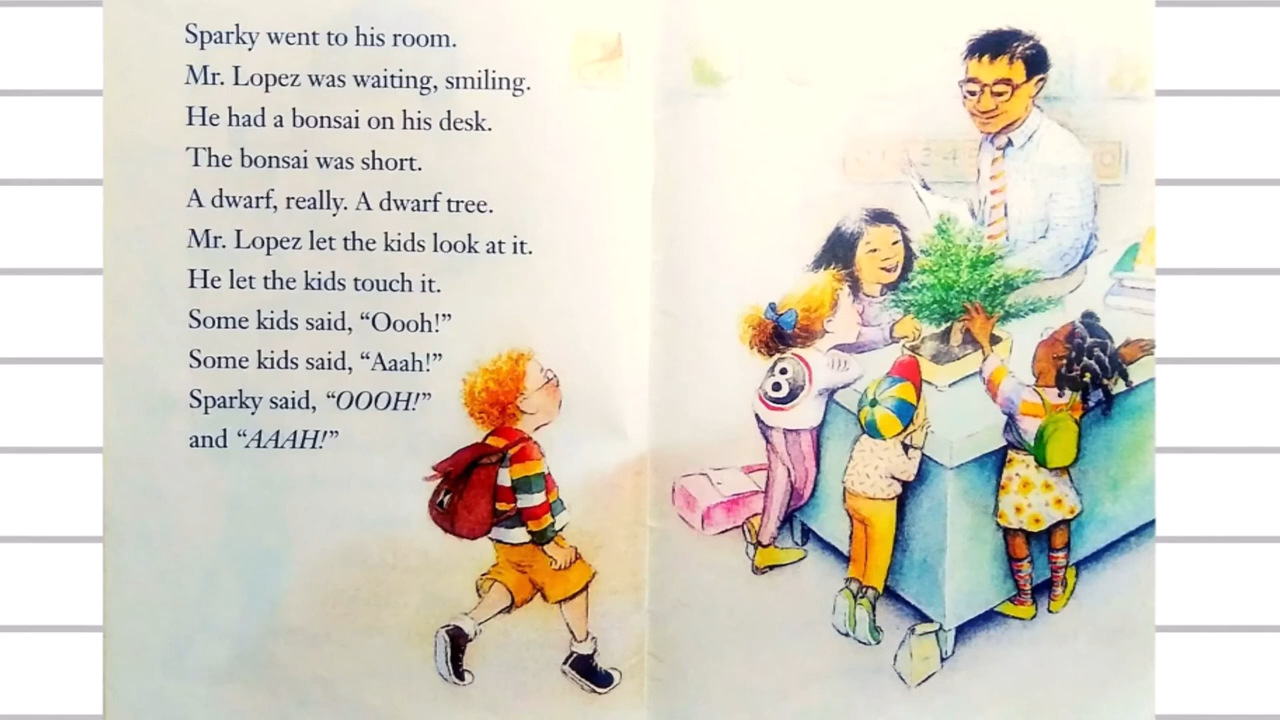 Sparky went to his room.
Mr. Lopez was waiting, smiling.
He had a bonsai on his desk.
The bonsai was short.
A dwarf, really. A dwarf tree.
Mr. Lopez let the kids look at it.
He let the kids touch it.
Some kids said, “Oooh!”
Some kids said, “Aaah!”
Sparky said, “OOOH!”
and “AAAH!”